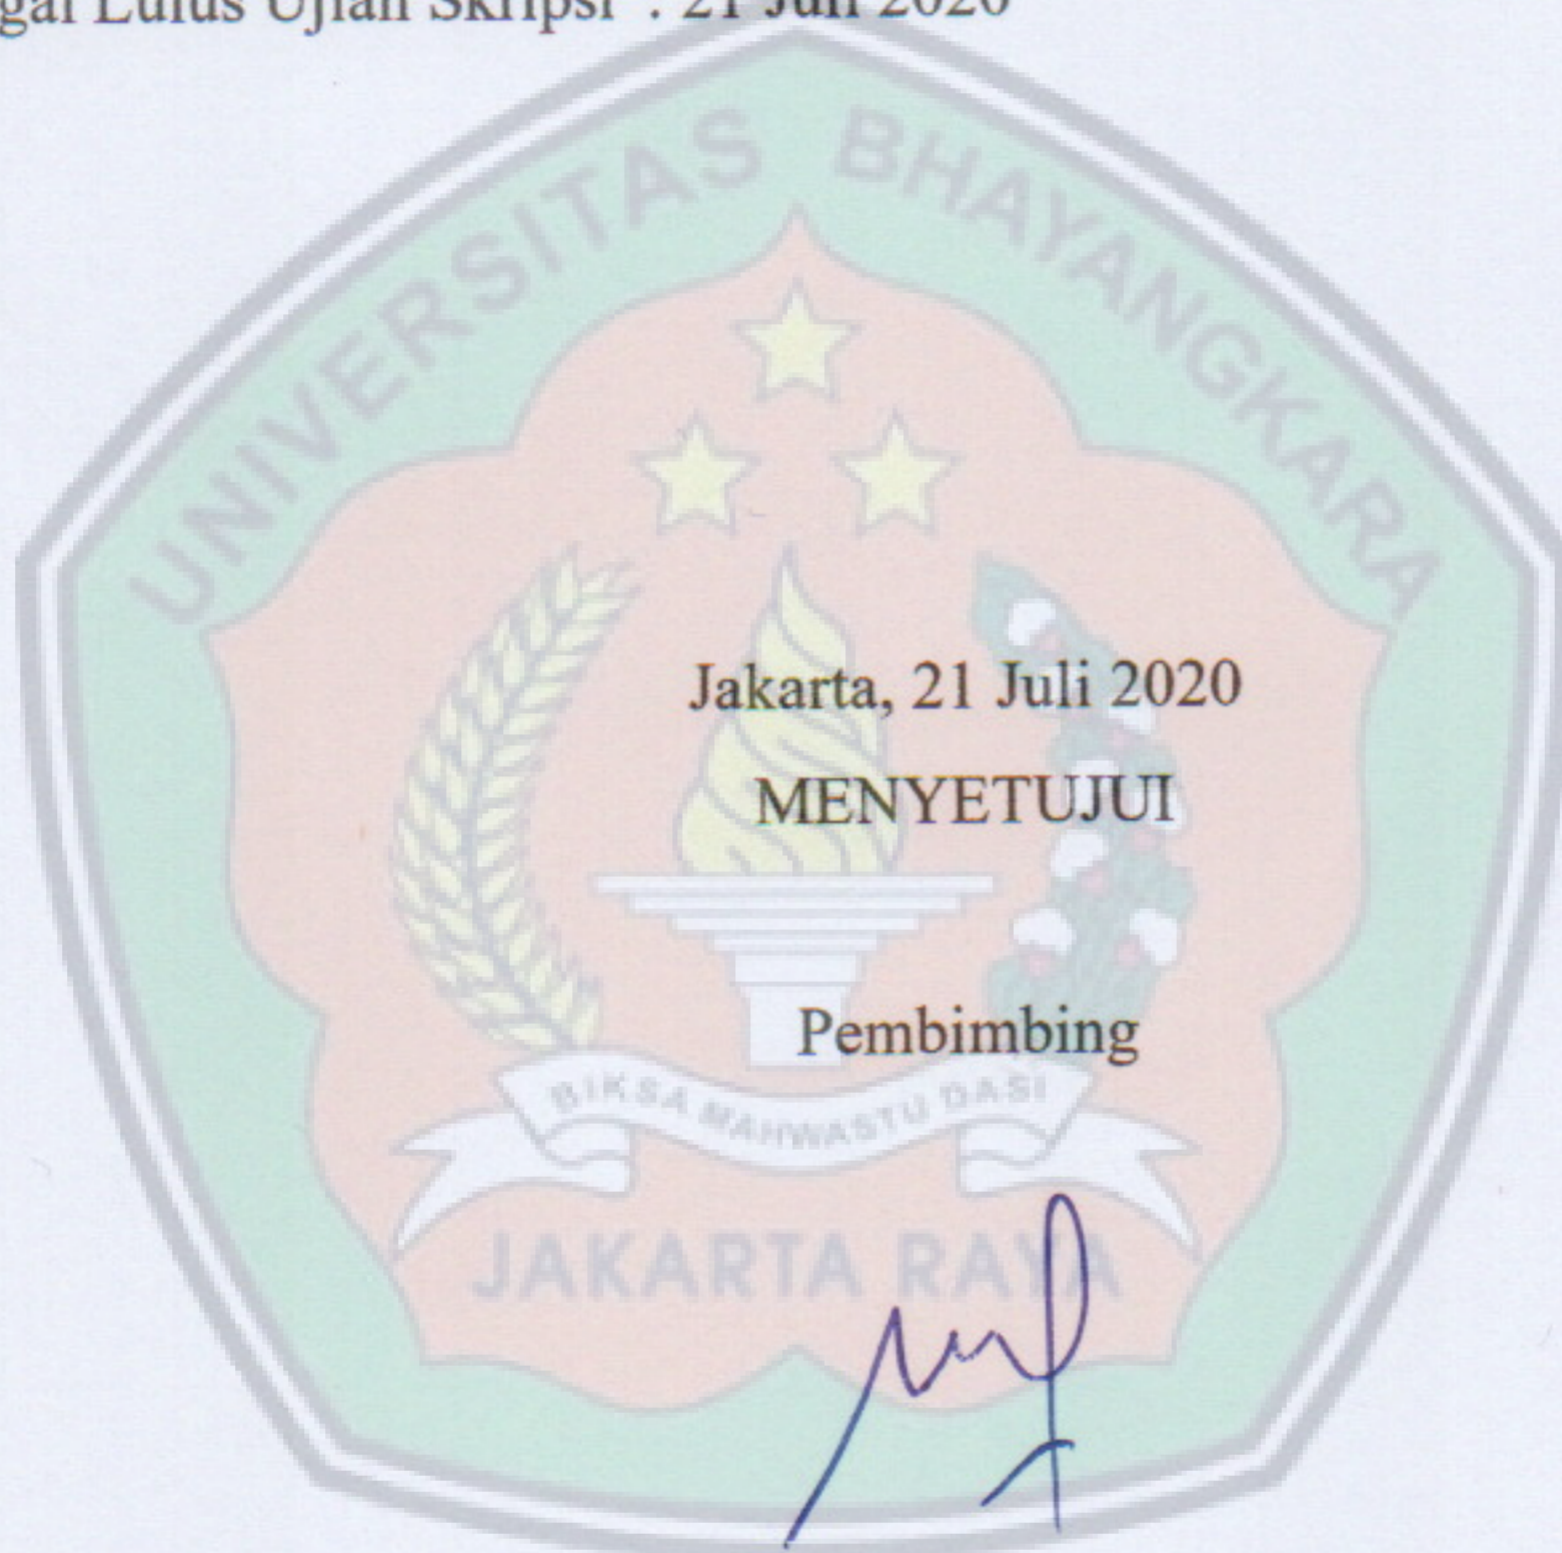 gal Lulus Ujian Skripsi : 21 Juli 2020
UNIVERSITAS BHAYANGKARA
Jakarta, 21 Juli 2020
MENYETUJUI
Pembimbing
BIKSA MAHWASTU DASI
JAKARTA RAYA